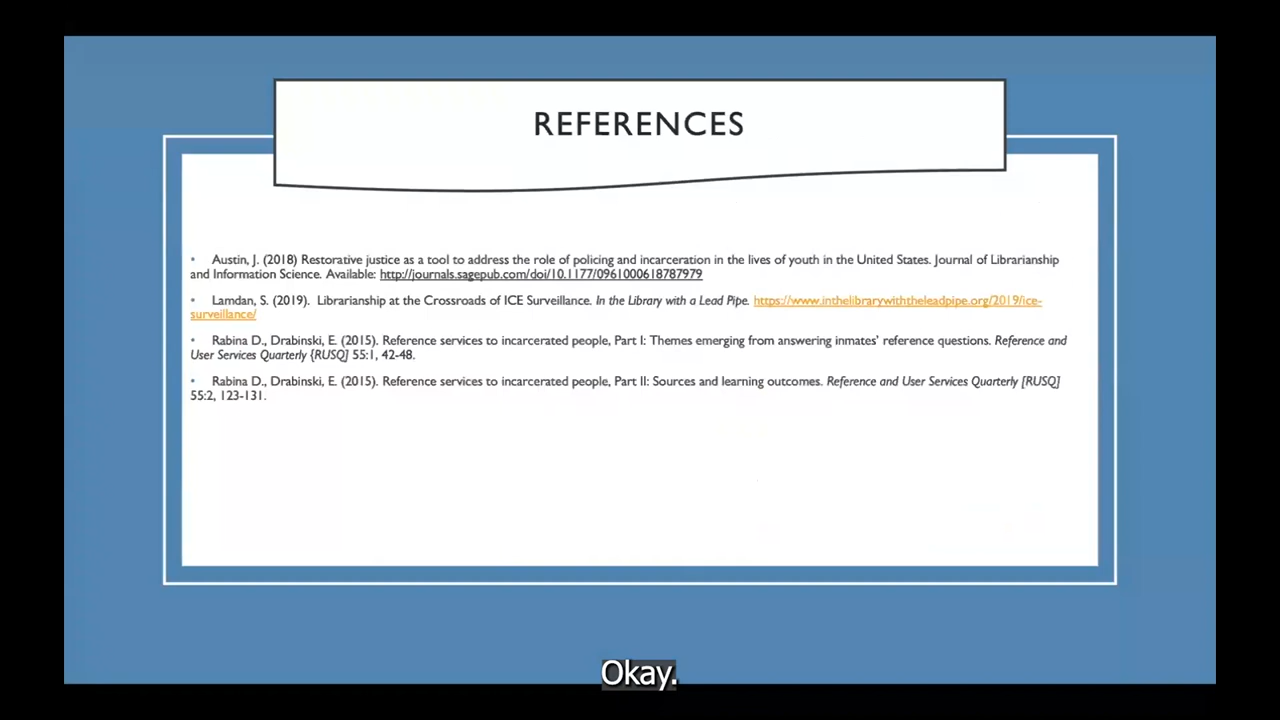 REFERENCES
• Austin, J. (2018) Restorative justice as a tool to address the role of policing and incarceration in the lives of youth in the United States. Journal of Librarianship
and Information Science. Available: http://journals.sagepub.com/doi/10.1177/0961000618787979
• Lamdan, S. (2019). Librarianship at the Crossroads of ICE Surveillance. In the Library with a Lead Pipe. https://www.inthelibrarywiththeleadpipe.org/2019/ice-
surveillance/
• Rabina D., Drabinski, E. (2015). Reference services to incarcerated people, Part I: Themes emerging from answering inmates' reference questions. Reference and
User Services Quarterly {RUSQ] 55:1, 42-48.
• Rabina D., Drabinski, E. (2015). Reference services to incarcerated people, Part II: Sources and learning outcomes. Reference and User Services Quarterly [RUSQ]
55:2, 123-131.
Okay.